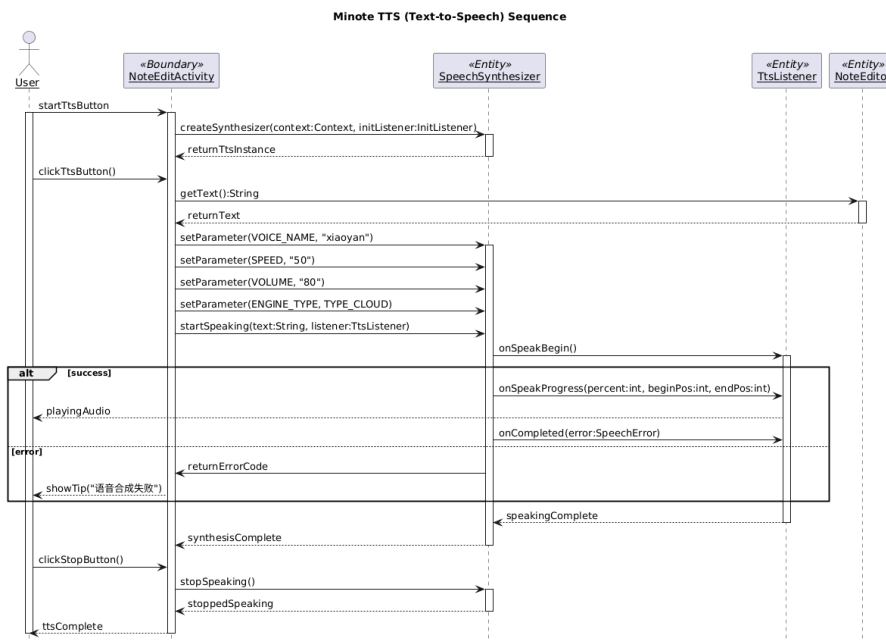 Minote TTS (Text-to-Speech) Sequence
User
«Boundary»
NoteEditActivity
«Entity»
SpeechSynthesizer
«Entity»
TtsListener
«Entity»
NoteEdito
startTtsButton
createSynthesizer(context:Context, initListener:InitListener)
returnTtsInstance
clickTtsButton()
getText():String
returnText
setParameter(VOICE_NAME, "xiaoyan")
setParameter(SPEED, "50")
setParameter(VOLUME, "80")
setParameter(ENGINE_TYPE, TYPE_CLOUD)
startSpeaking(text:String, listener:TtsListener)
onSpeakBegin()
alt [success]
onSpeakProgress(percent:int, beginPos:int, endPos:int)
playingAudio
onCompleted(error:SpeechError)
[error]
returnErrorCode
showTip("语音合成失败")
speakingComplete
synthesisComplete
clickStopButton()
stopSpeaking()
stoppedSpeaking
ttsComplete